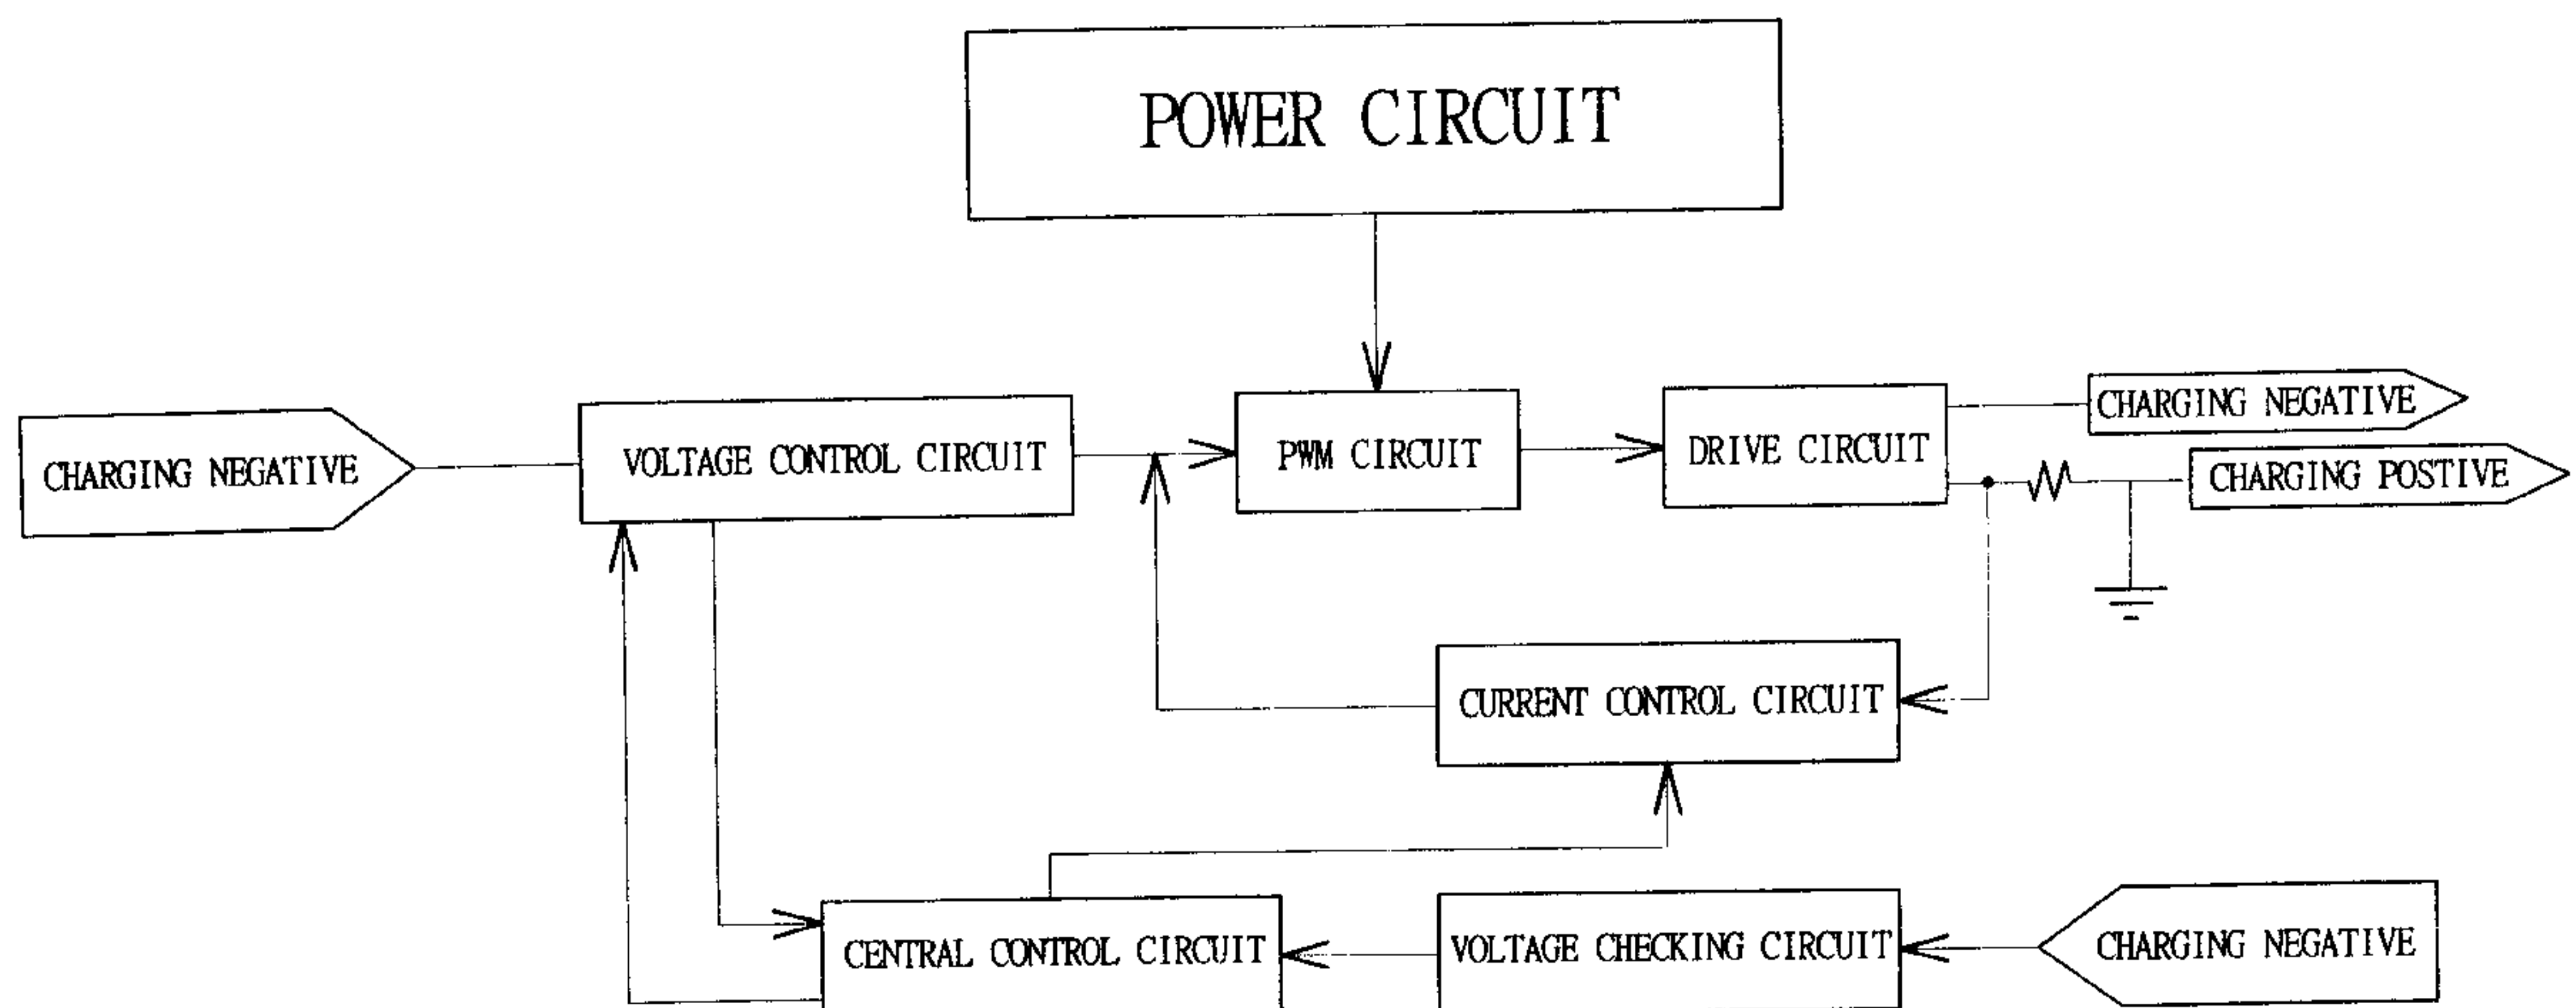 POWER CIRCUIT
CHARGING NEGATIVE
VOLTAGE CONTROL CIRCUIT
PWM CIRCUIT
DRIVE CIRCUIT
CHARGING NEGATIVE
CHARGING POSTIVE
CURRENT CONTROL CIRCUIT
CENTRAL CONTROL CIRCUIT
VOLTAGE CHECKING CIRCUIT
CHARGING NEGATIVE